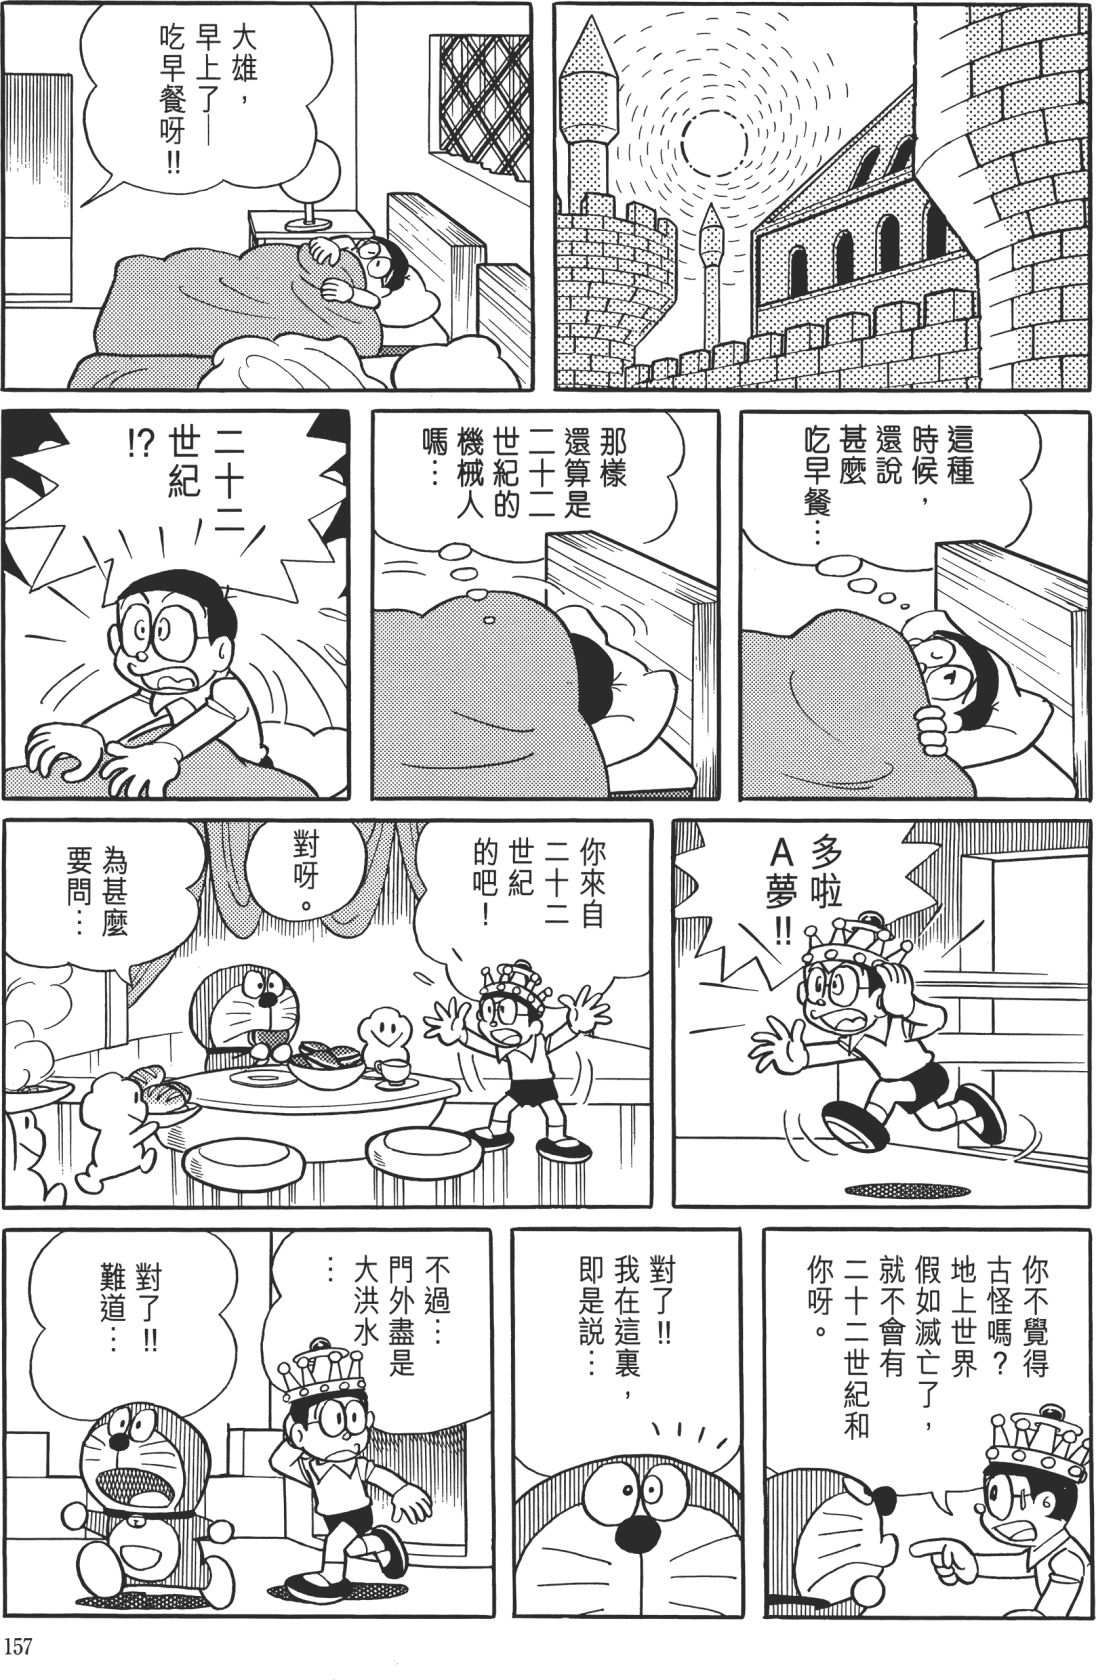 大雄，
早上了—
吃早餐呀!!
這種
時候，
還說
甚麼
吃早餐…
那樣
還算是
二十二
世紀的
機械人
嗎…
二十二
世紀
!?
多啦
A夢!!
你來自
二十二
世紀
的吧！
對呀。
為甚麼
要問…
你不覺得
古怪嗎？
地上世界
假如滅亡了，
就不會有
二十二世紀和
你呀。
對了!!
我在這裏，
即是說…
不過…
門外盡是
大洪水
…
對了!!
難道…
157